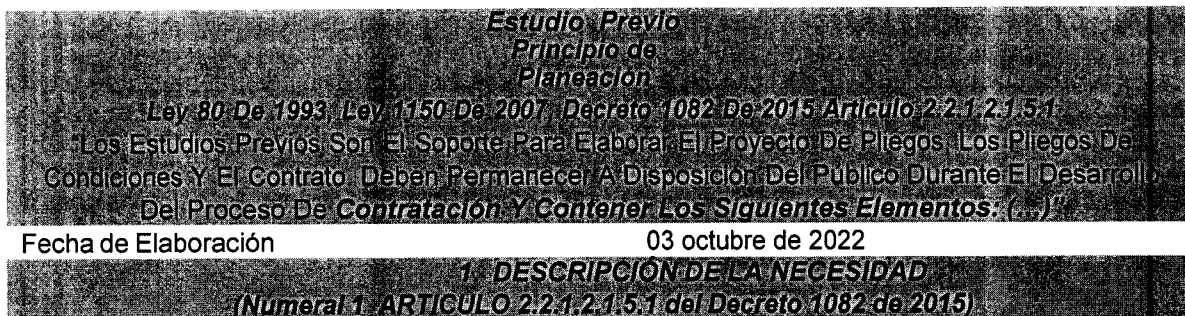 Estudio Previo
Principio de
Planeación
Ley 80 De 1993, Ley 1150 De 2007, Decreto 1082 De 2015 Articulo 2.2.1.2.1.5.1
"Los Estudios Previos Son El Soporte Para Elaborar El Proyecto De Pliegos, Los Pliegos De
Condiciones Y El Contrato. Deben Permanecer A Disposición Del Publico Durante El Desarrollo
Del Proceso De Contratación Y Contener Los Siguientes Elementos: (...)"
Fecha de Elaboración 03 octubre de 2022
1. DESCRIPCIÓN DE LA NECESIDAD
(Numeral 1 ARTICULO 2.2.1.2.1.5.1 del Decreto 1082 de 2015)